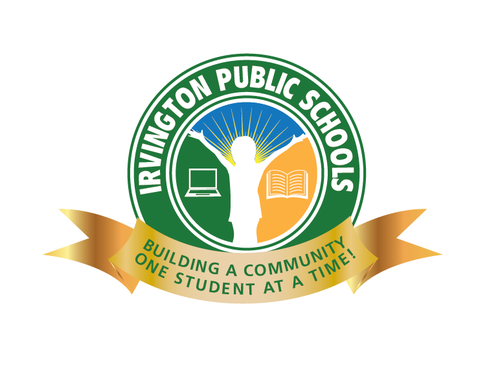 IRVINGTON PUBLIC SCHOOLS
BUILDING A COMMUNITY
ONE STUDENT AT A TIME!